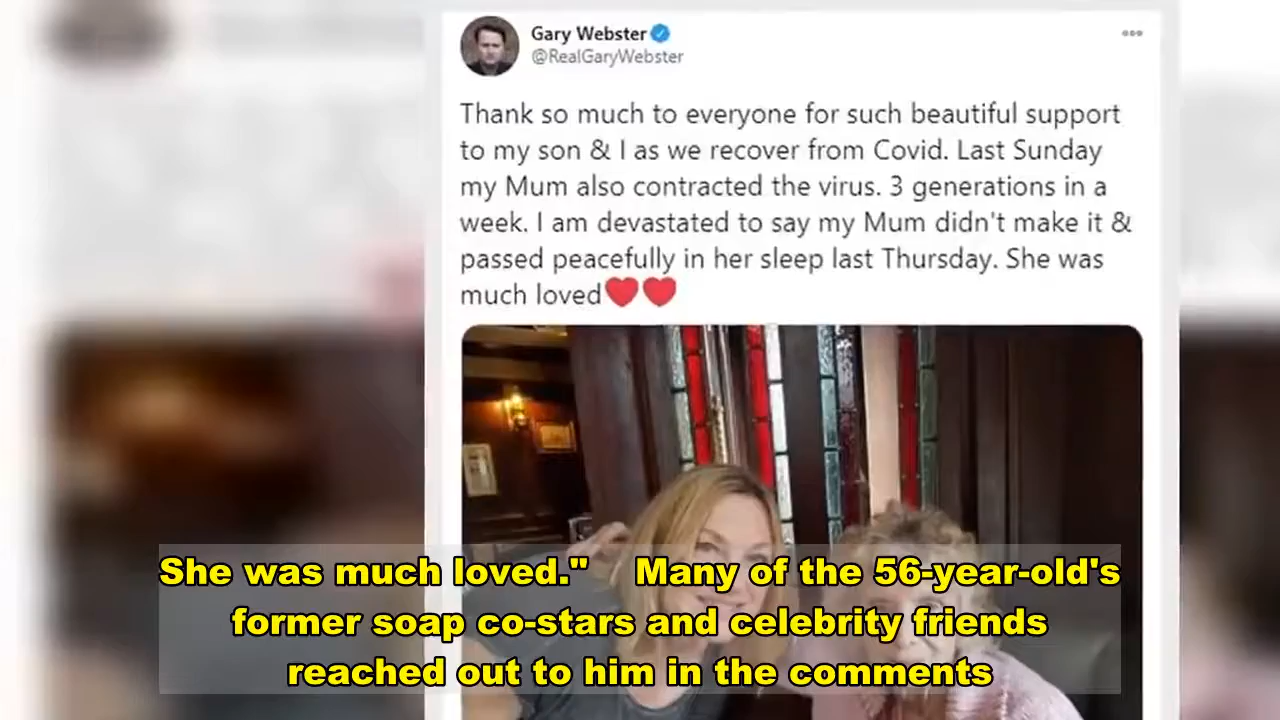 Gary Webster
@RealGaryWebster
Thank so much to everyone for such beautiful support
to my son & I as we recover from Covid. Last Sunday
my Mum also contracted the virus. 3 generations in a
week. I am devastated to say my Mum didn't make it &
passed peacefully in her sleep last Thursday. She was
much loved❤️❤️
She was much loved." Many of the 56-year-old's
former soap co-stars and celebrity friends
reached out to him in the comments